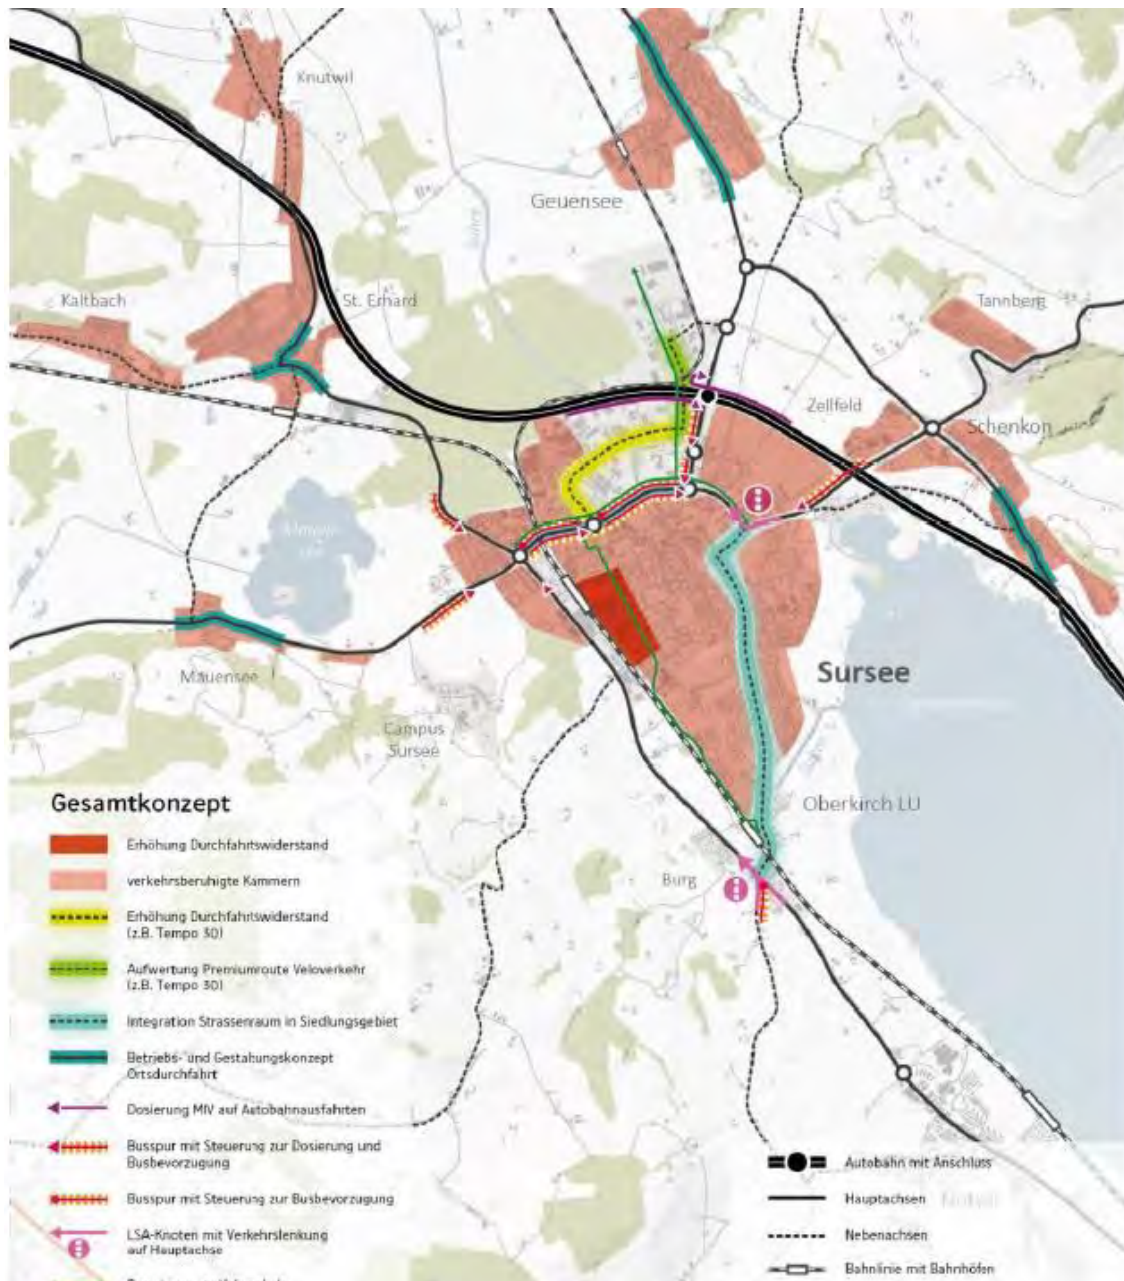 Knutwil
Geuensee
Kaltbach
St. Erhard
Tannberg
Zellfeld
Schenkon
Mauensee
Sursee
Campus
Sursee
Oberkirch LU
Burg
Gesamtkonzept
Erhöhung Durchfahrtswiderstand
verkehrsberuhigte Kammern
Erhöhung Durchfahrtswiderstand
(z.B. Tempo 30)
Aufwertung Premiumroute Veloverkehr
(z.B. Tempo 30)
Integration Strassenraum in Siedlungsgebiet
Betriebs- und Gestaltungskonzept
Ortsdurchfahrt
Dosierung MIV auf Autobahnausfahrten
Busspur mit Steuerung zur Dosierung und
Busbevorzugung
Busspur mit Steuerung zur Busbevorzugung
LSA-Knoten mit Verkehrslenkung
auf Hauptachse
Autobahn mit Anschluss
Hauptachsen
Nebenachsen
Bahnlinie mit Bahnhöfen